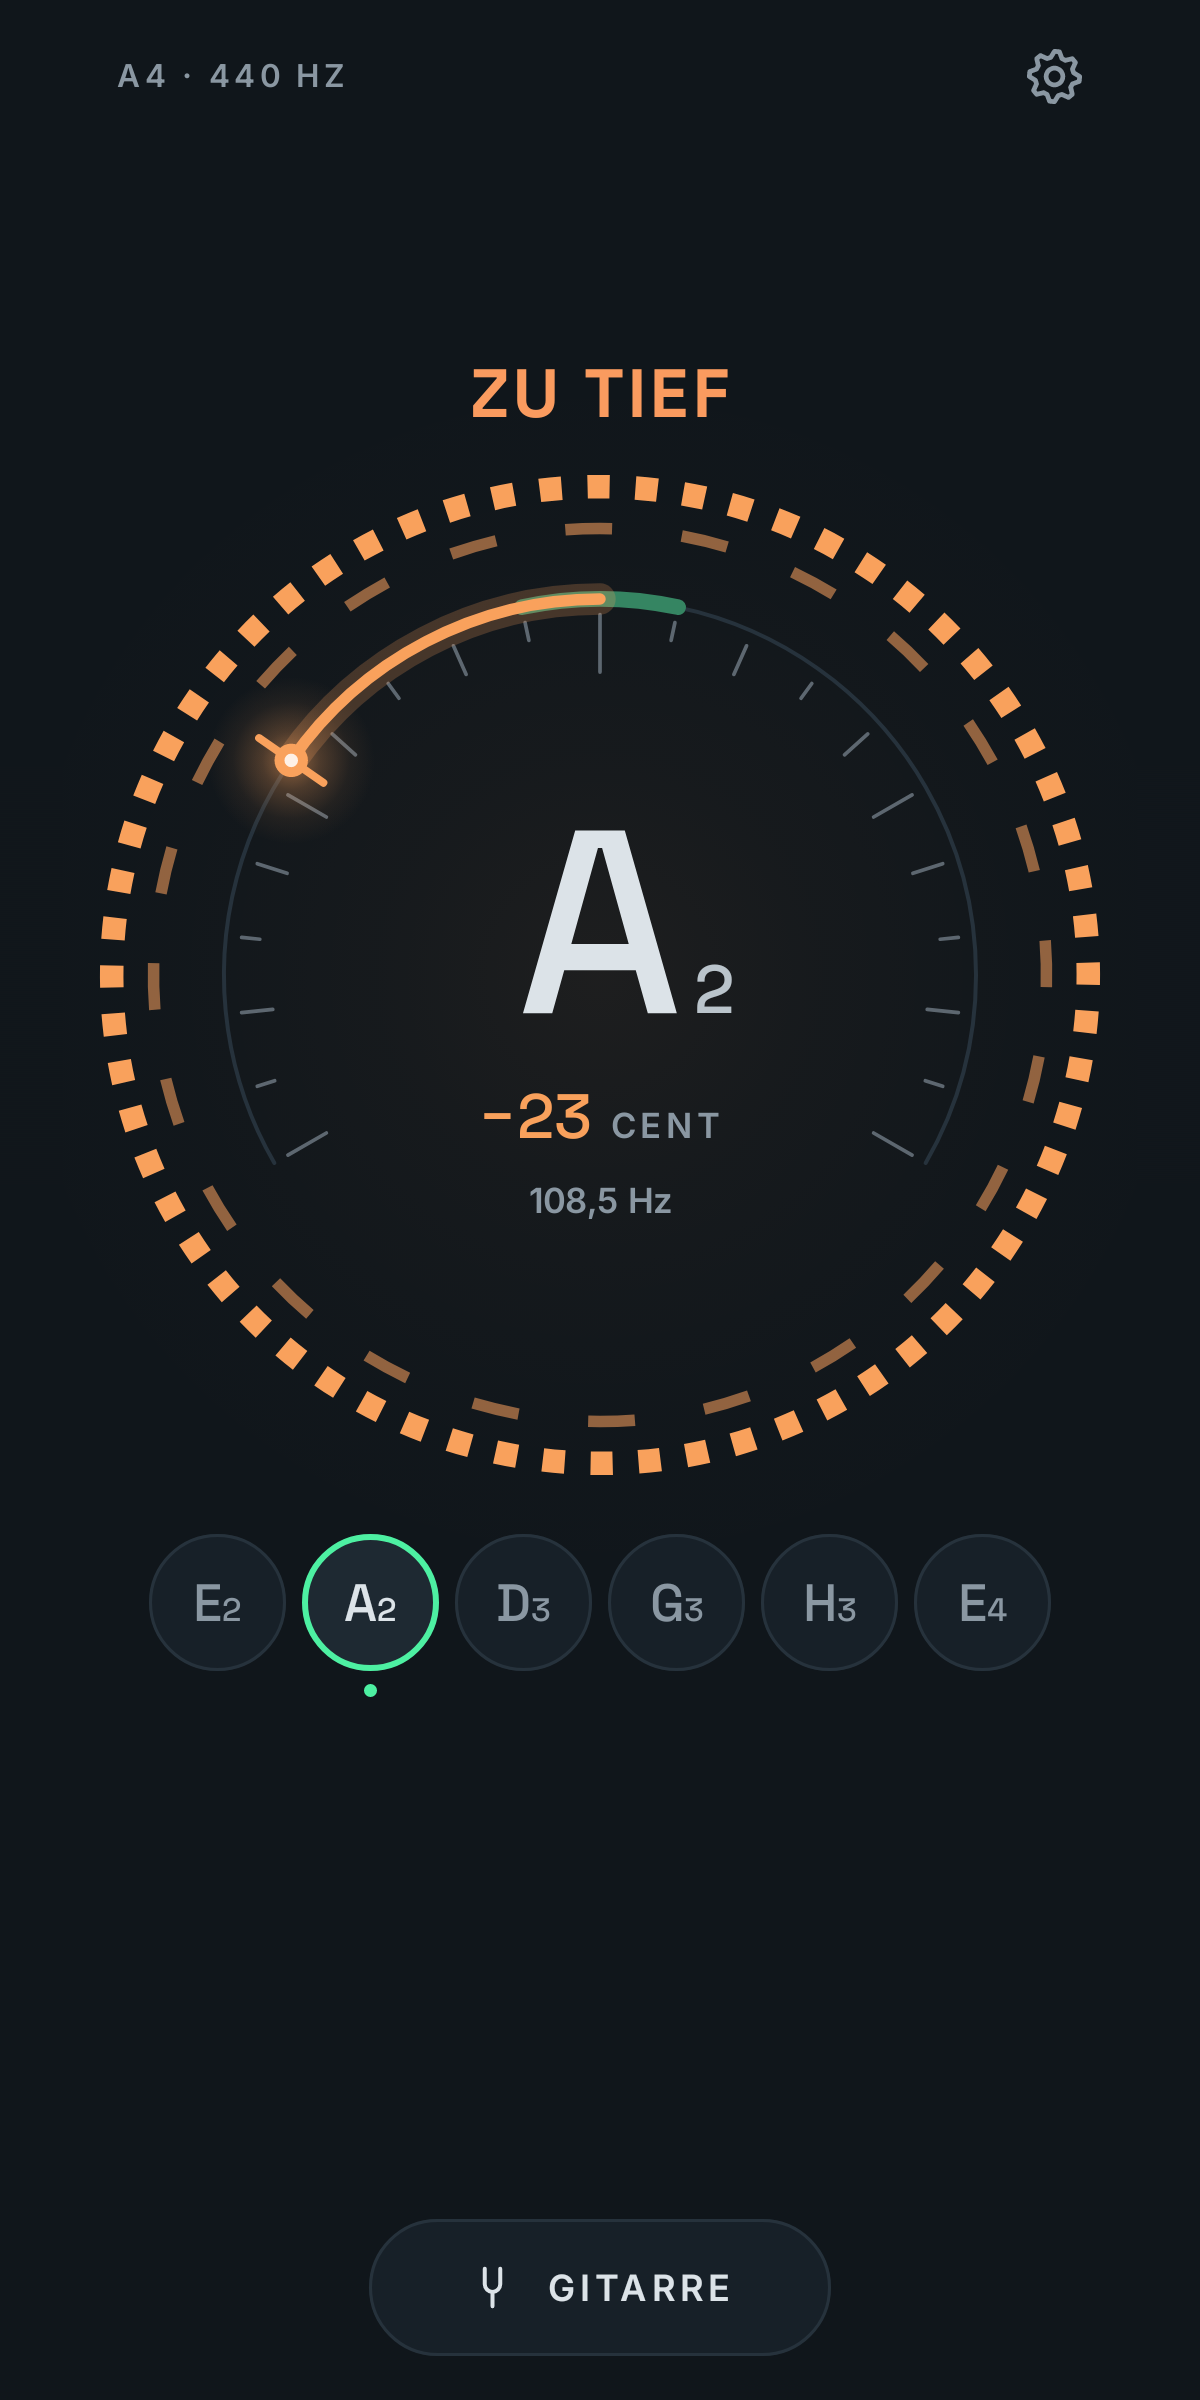 A4 · 440 HZ
ZU TIEF
A2
−23 CENT
108,5 Hz
E2 A2 D3 G3 H3 E4
GITARRE